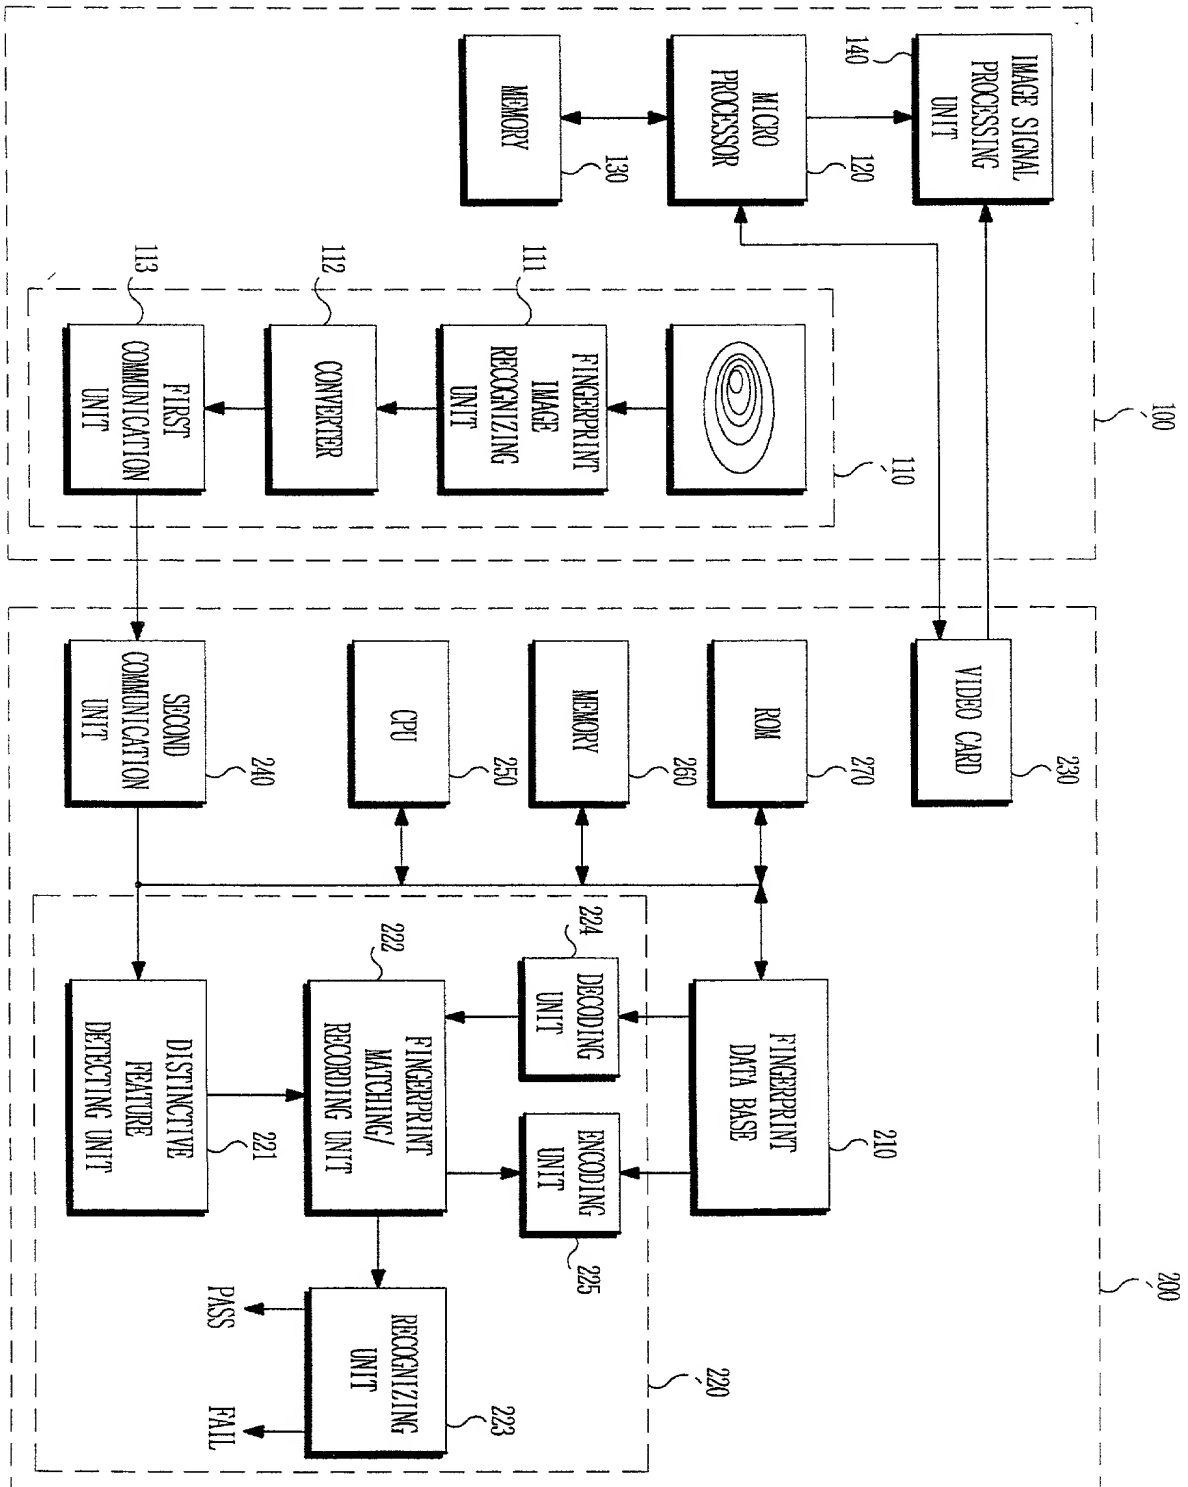 100
IMAGE SIGNAL
PROCESSING
UNIT
140
MICRO
PROCESSOR
120
MEMORY
130
110
FINGERPRINT
IMAGE
RECOGNIZING
UNIT
111
CONVERTER
112
FIRST
COMMUNICATION
UNIT
113
200
VIDEO CARD
230
ROM
270
MEMORY
260
CPU
250
SECOND
COMMUNICATION
UNIT
240
FINGERPRINT
DATA BASE
210
220
DECODING
UNIT
224
ENCODING
UNIT
225
FINGERPRINT
MATCHING/
RECORDING UNIT
222
DISTINCTIVE
FEATURE
DETECTING UNIT
221
RECOGNIZING
UNIT
223
PASS
FAIL